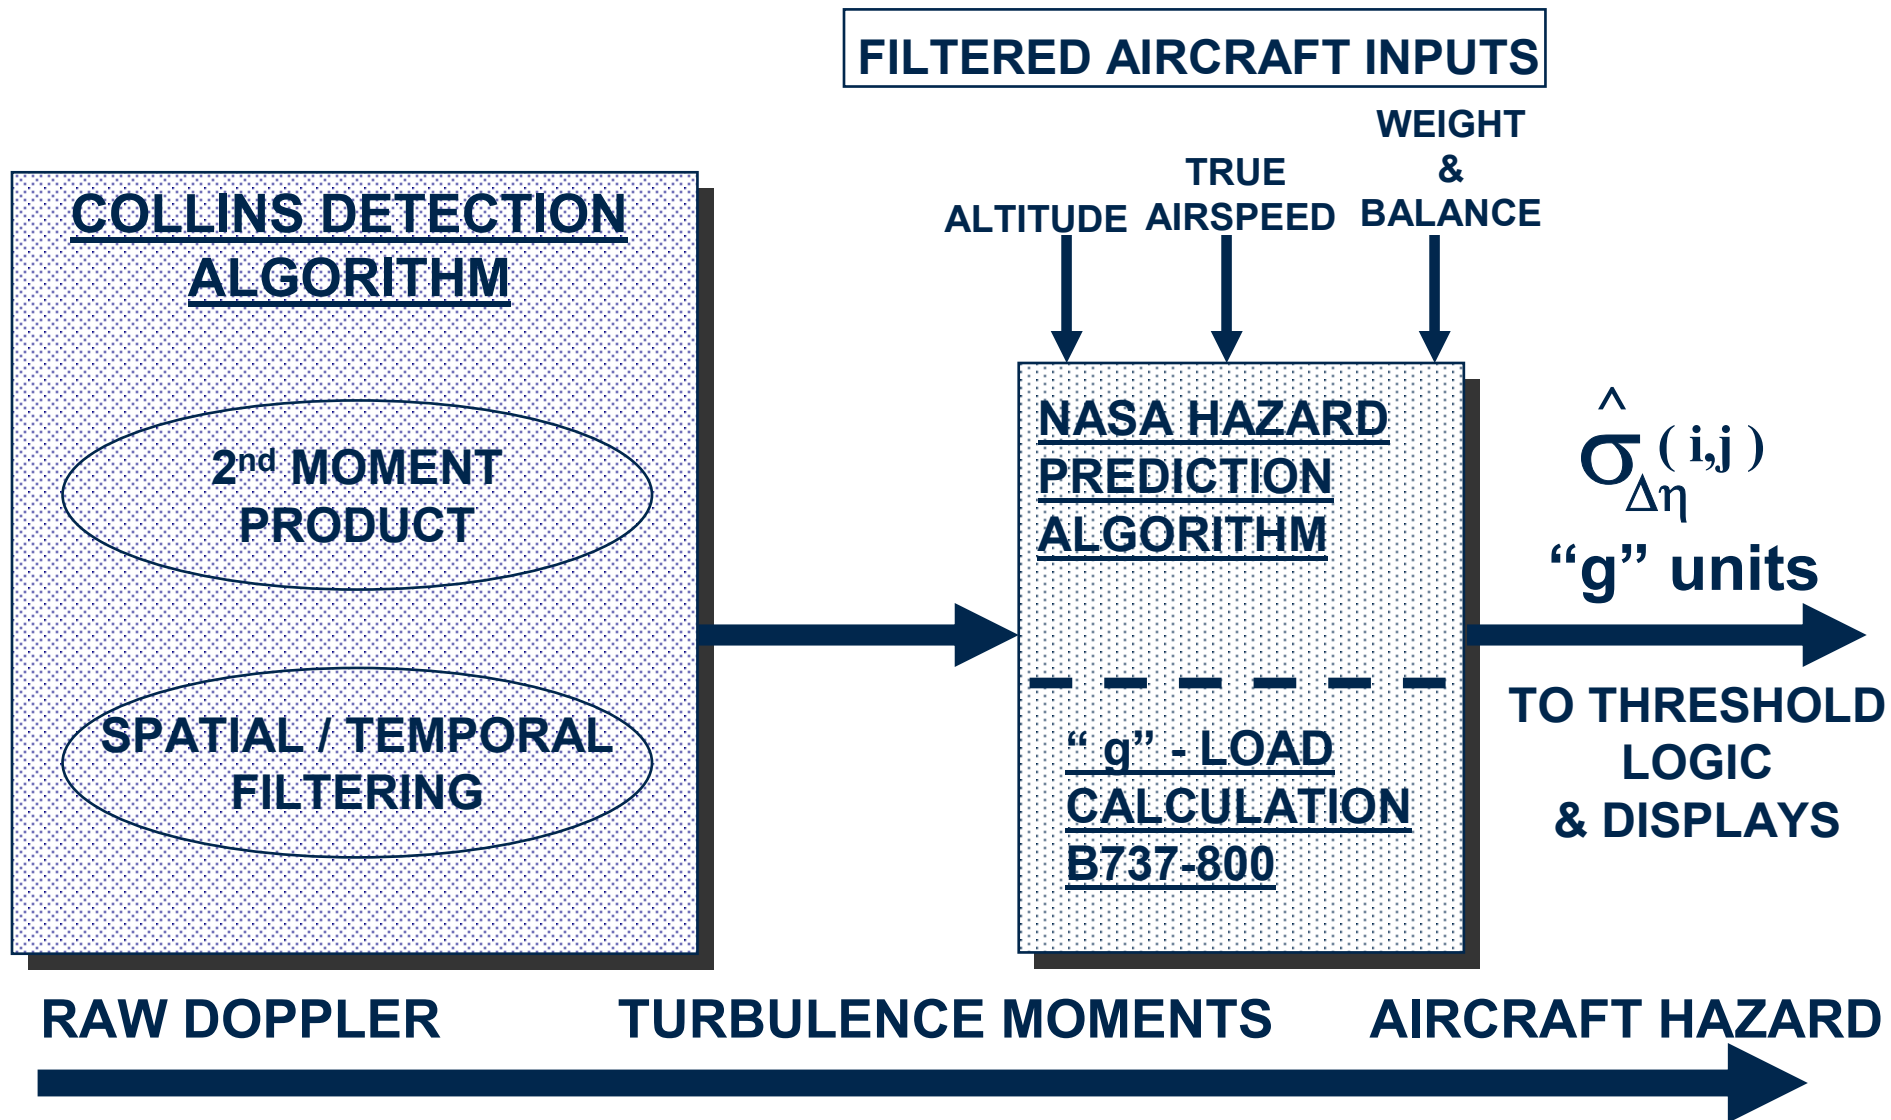 FILTERED AIRCRAFT INPUTS
ALTITUDE
TRUE
AIRSPEED
WEIGHT
&
BALANCE
COLLINS DETECTION
ALGORITHM
2nd MOMENT
PRODUCT
SPATIAL / TEMPORAL
FILTERING
NASA HAZARD
PREDICTION
ALGORITHM
“ g” - LOAD
CALCULATION
B737-800
^
σ ( i,j )
Δη
“g” units
TO THRESHOLD
LOGIC
& DISPLAYS
RAW DOPPLER
TURBULENCE MOMENTS
AIRCRAFT HAZARD